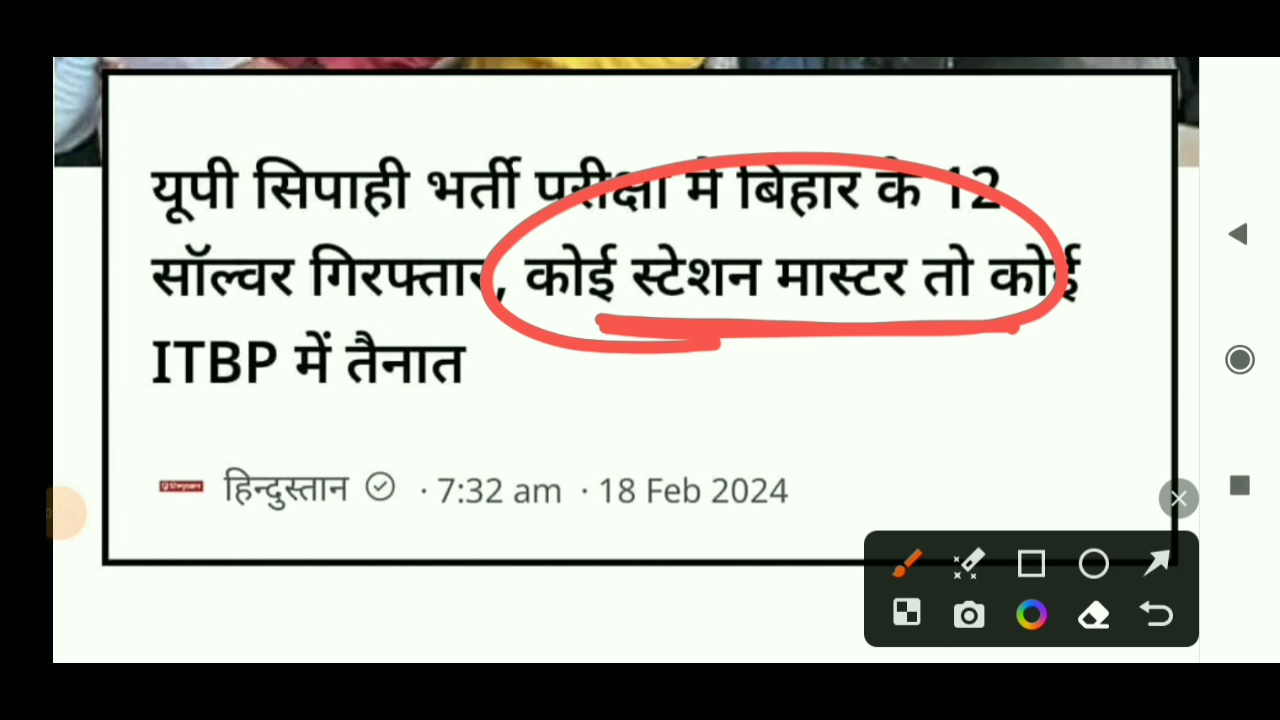 यूपी सिपाही भर्ती परीक्षा में बिहार के 12
सॉल्वर गिरफ्तार, कोई स्टेशन मास्टर तो कोई
ITBP में तैनात
हिन्दुस्तान · 7:32 am · 18 Feb 2024